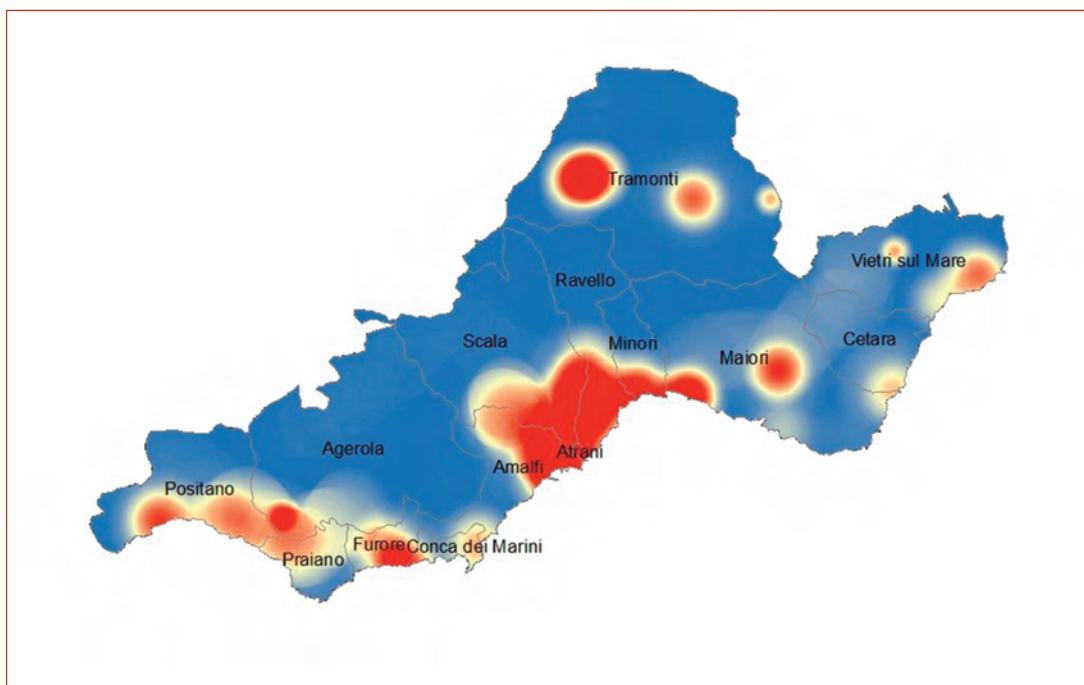 Tramonti
Vietri sul Mare
Ravello
Scala
Minori
Maiori
Cetara
Agerola
Atrani
Amalfi
Positano
Praiano
Furore
Conca dei Marini